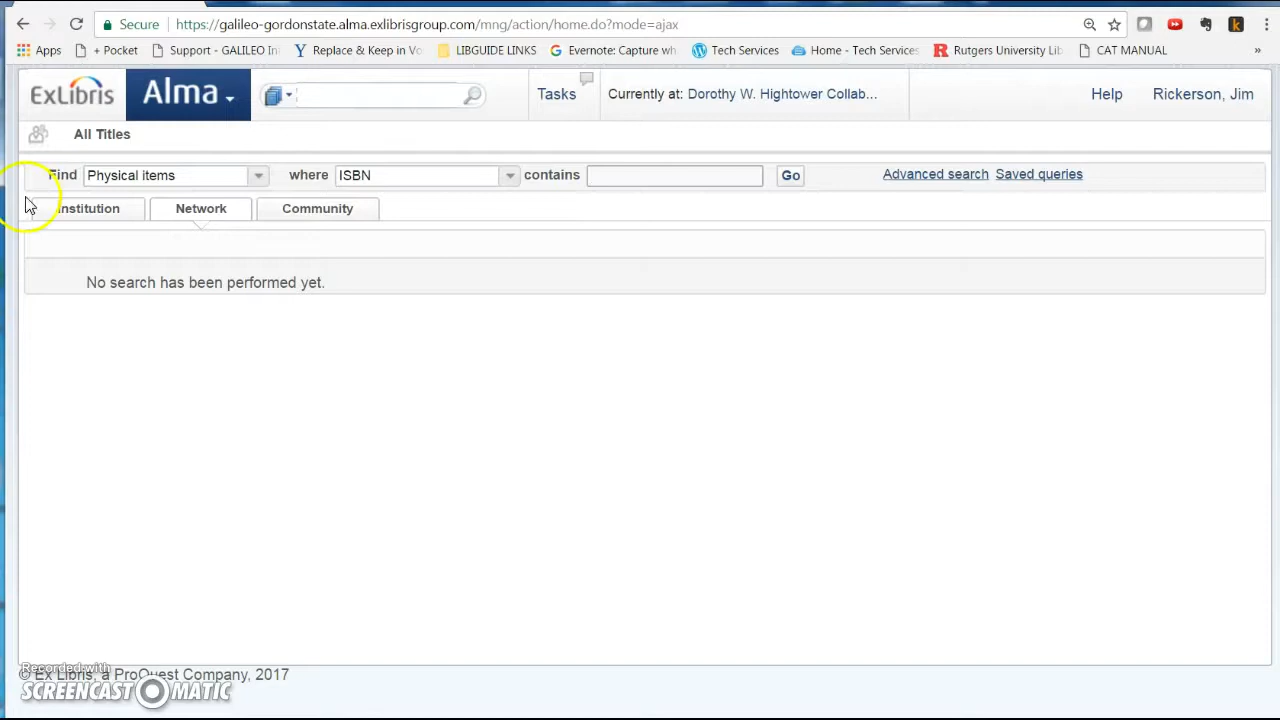 Secure https://galileo-gordonstate.alma.exlibrisgroup.com/mng/action/home.do?mode=ajax
Apps + Pocket Support - GALILEO In Replace & Keep in Vo LIBGUIDE LINKS Evernote: Capture wh IT Services Home - Tech Services Rutgers University Lib CAT MANUAL »
ExLibris Alma Tasks Currently at: Dorothy W. Hightower Collab... Help Rickerson, Jim
All Titles
Find Physical items where ISBN contains Go Advanced search Saved queries
Institution Network Community
No search has been performed yet.
Recorded with
© Ex Libris, a ProQuest Company, 2017
SCREENCAST MATIC